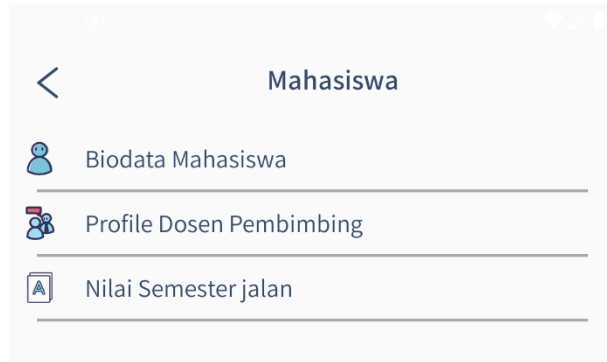 Mahasiswa
Biodata Mahasiswa
Profile Dosen Pembimbing
Nilai Semester jalan